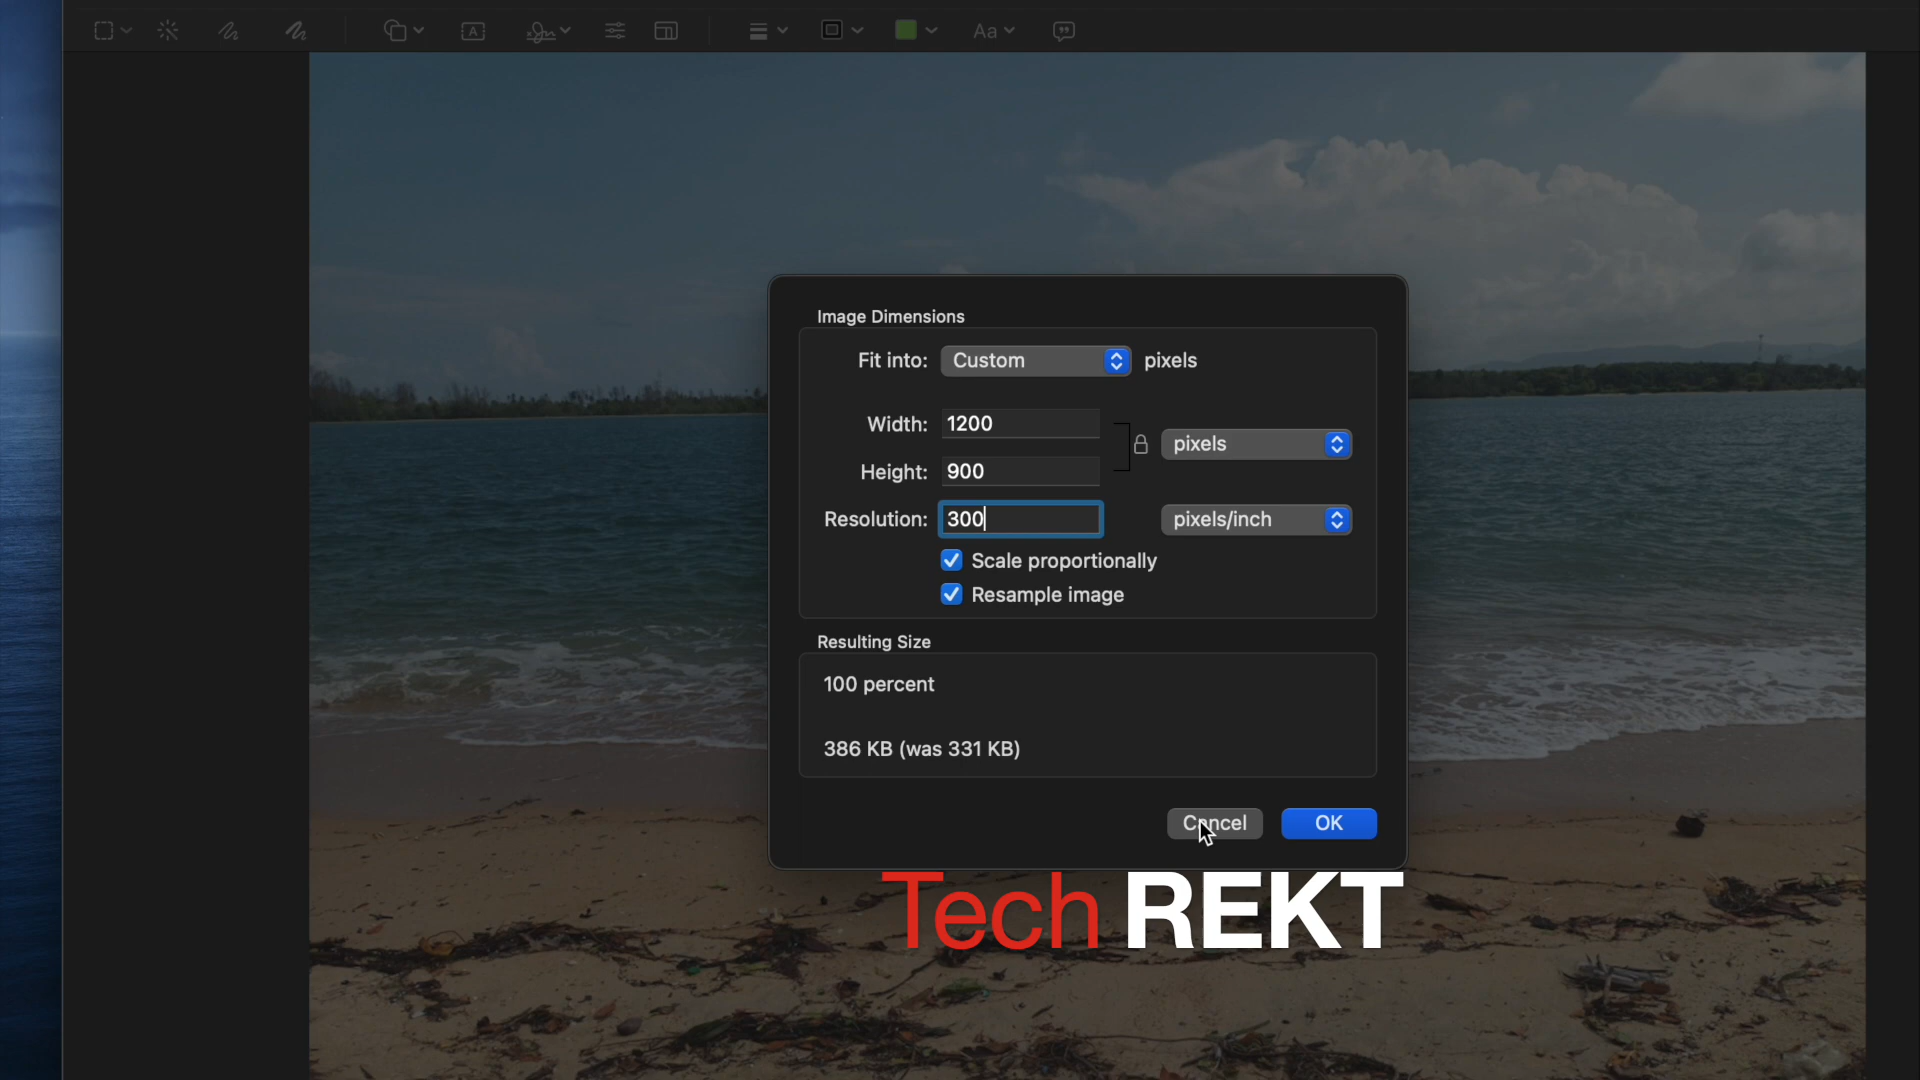 A
Aa
Image Dimensions
Fit into: Custom pixels
Width: 1200
pixels
Height: 900
Resolution: 300 pixels/inch
Scale proportionally
Resample image
Resulting Size
100 percent
386 KB (was 331 KB)
Cancel OK
Tech REKT